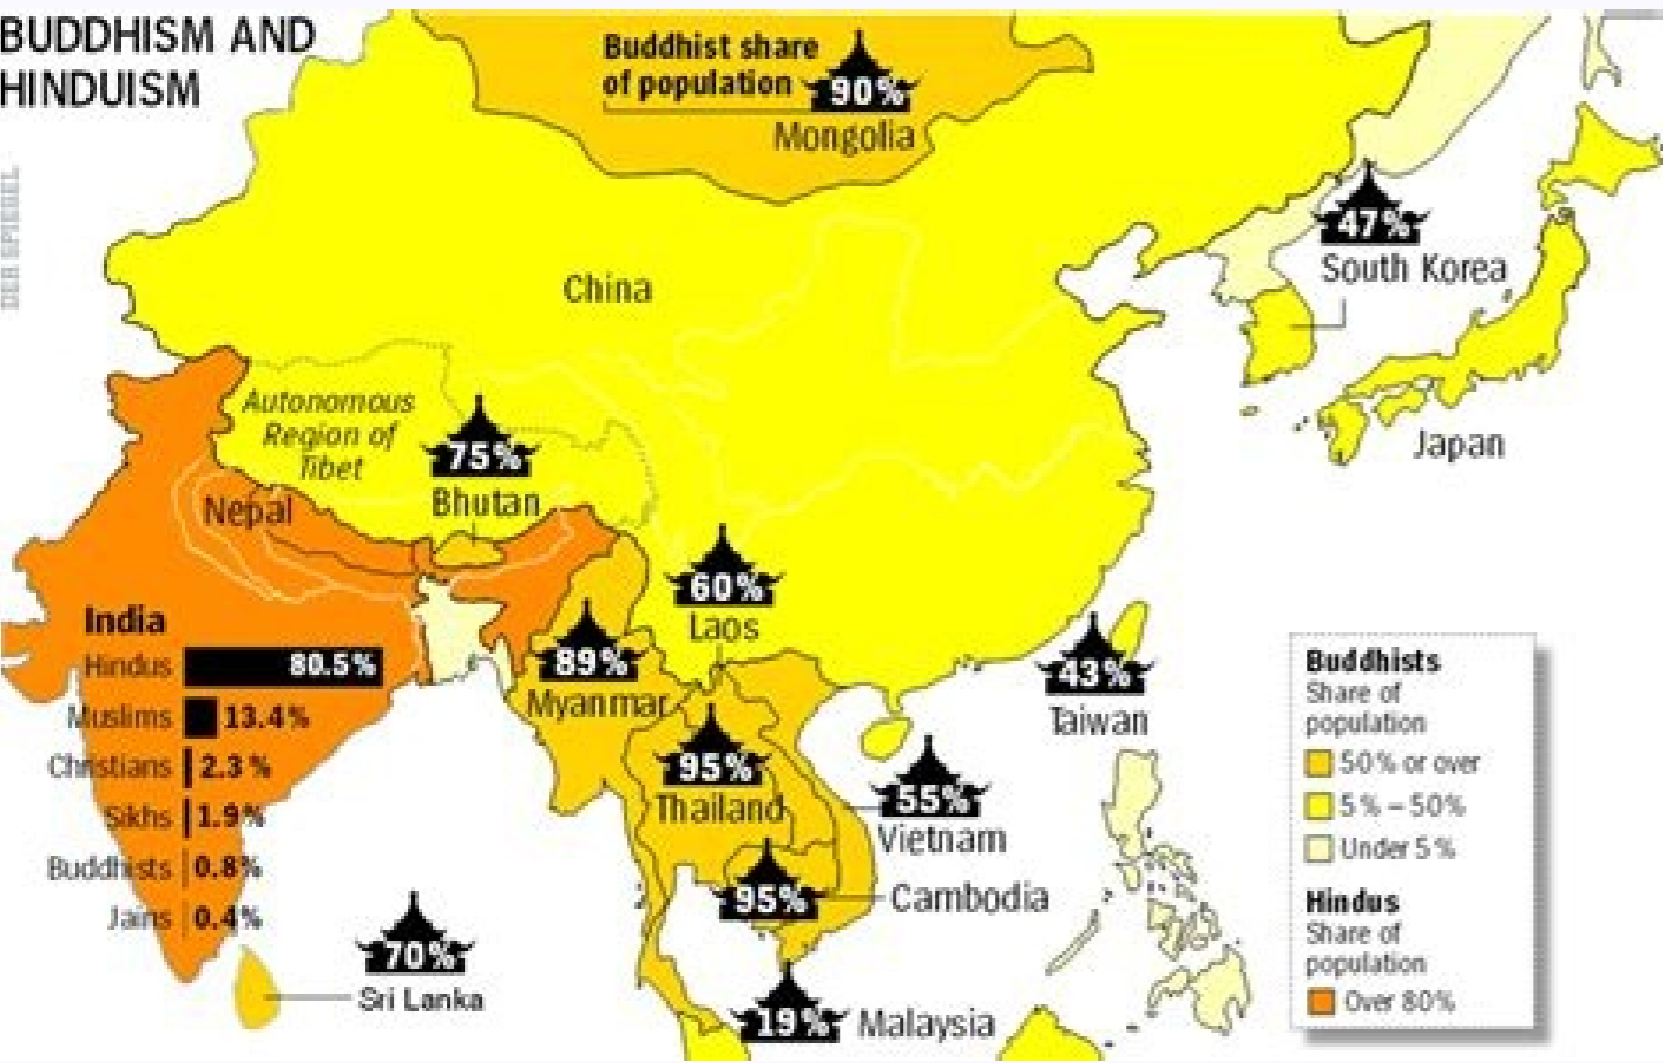 BUDDHISM AND
HINDUISM
DER SPIEGEL
Buddhist share
of population 90%
Mongolia
47%
South Korea
China
Japan
Autonomous
Region of
Tibet
75%
Bhutan
Nepal
60%
Laos
89%
Myanmar
43%
Taiwan
95%
Thailand
55%
Vietnam
95%
Cambodia
70%
Sri Lanka
19%
Malaysia
India
Hindus 80.5%
Muslims 13.4%
Christians 2.3%
Sikhs 1.9%
Buddhists 0.8%
Jains 0.4%
Buddhists
Share of
population
50% or over
5% – 50%
Under 5%
Hindus
Share of
population
Over 80%